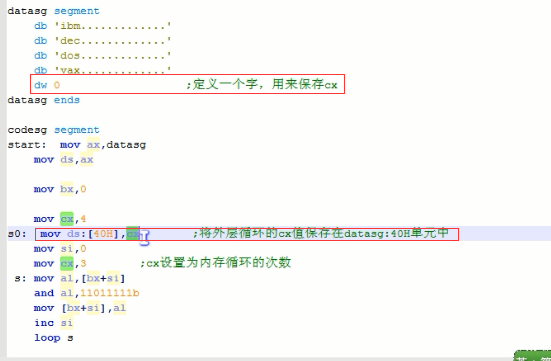 datasg segment
db 'ibm.............'
db 'dec.............'
db 'dos.............'
db 'vax.............'
dw 0 ;定义一个字，用来保存cx
datasg ends
codesg segment
start: mov ax,datasg
mov ds,ax
mov bx,0
mov cx,4
s0: mov ds:[40H],cx ;将外层循环的cx值保存在datasg:40H单元中
mov si,0
mov cx,3 ;cx设置为内存循环的次数
s: mov al,[bx+si]
and al,11011111b
mov [bx+si],al
inc si
loop s